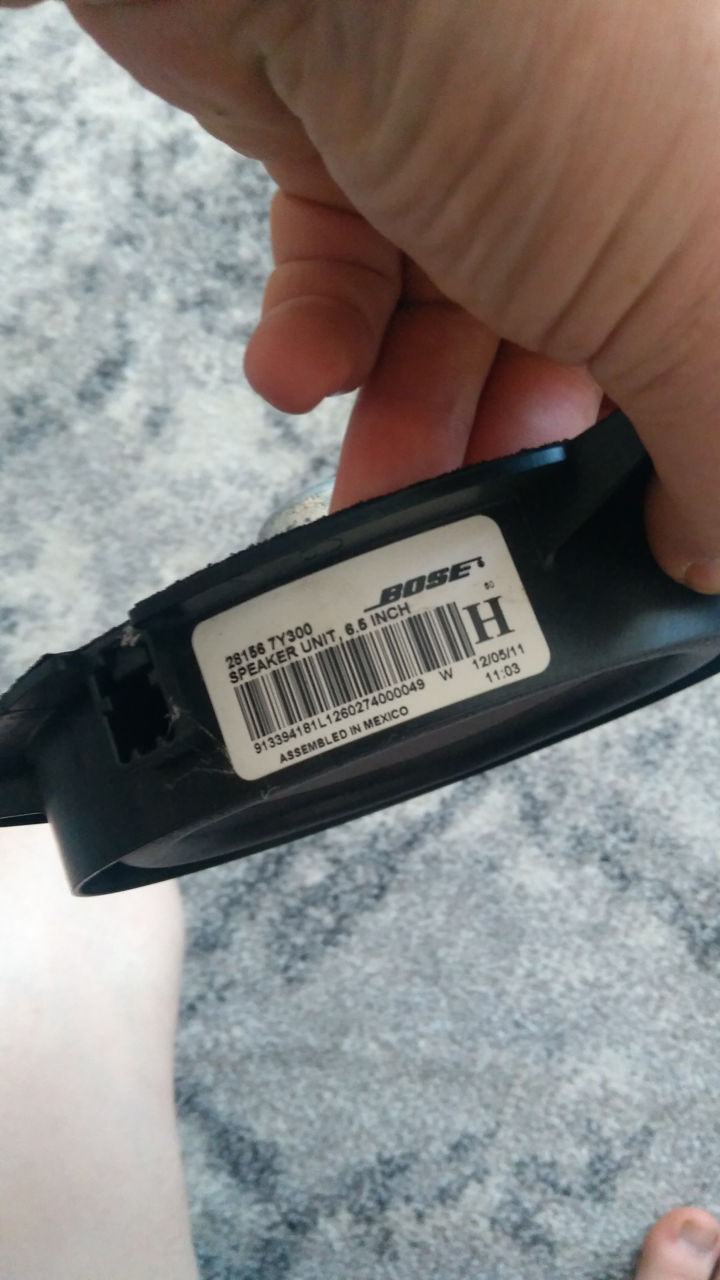 BOSE
28156 7Y300
SPEAKER UNIT, 6.5 INCH
H
913394181L1260274000049 W 12/05/11
ASSEMBLED IN MEXICO 11:03